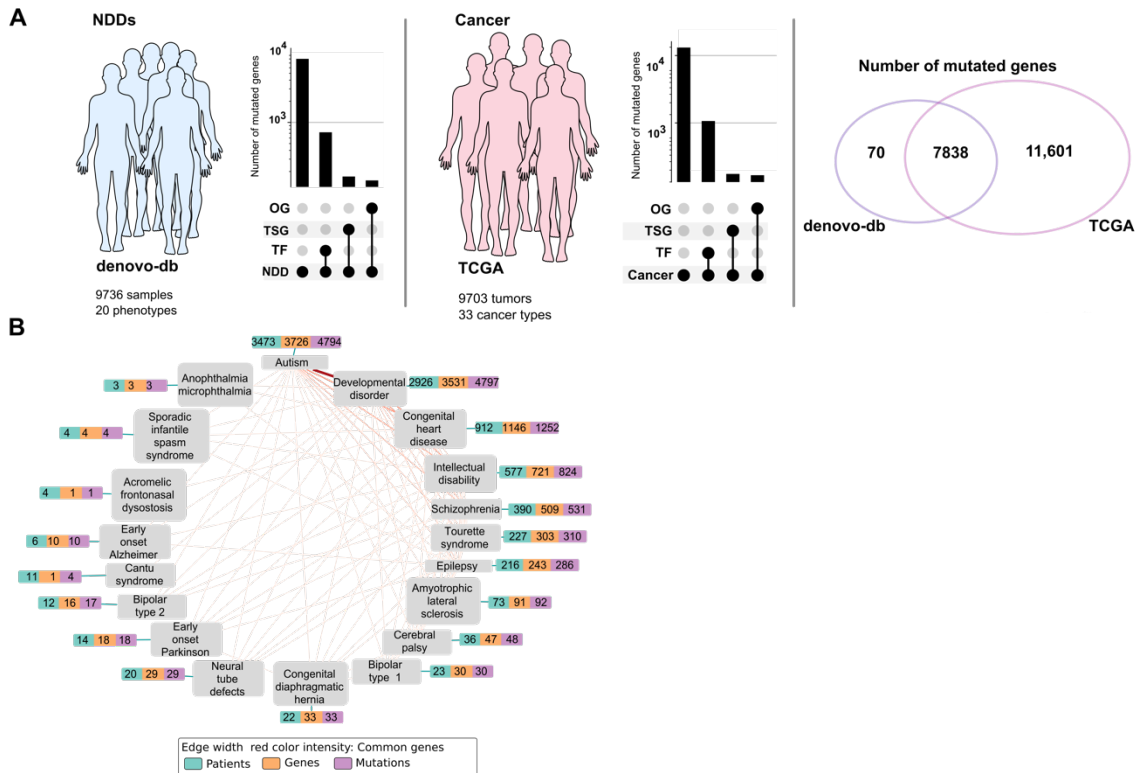 A
NDDs
Cancer
Number of mutated genes
10^4
10^3
OG
TSG
TF
NDD
denovo-db
9736 samples
20 phenotypes
Number of mutated genes
10^4
10^3
OG
TSG
TF
Cancer
TCGA
9703 tumors
33 cancer types
Number of mutated genes
70
7838
11,601
denovo-db
TCGA
B
3473 3726 4794
Autism
Developmental
disorder
2926 3531 4797
Congenital
heart
disease
912 1146 1252
Intellectual
disability
577 721 824
Schizophrenia
390 509 531
Tourette
syndrome
227 303 310
Epilepsy
216 243 286
Amyotrophic
lateral
sclerosis
73 91 92
Cerebral
palsy
36 47 48
Bipolar
type 1
23 30 30
Congenital
diaphragmatic
hernia
22 33 33
Neural
tube
defects
20 29 29
Early
onset
Parkinson
14 18 18
Bipolar
type 2
12 16 17
Cantu
syndrome
11 1 4
Early
onset
Alzheimer
6 10 10
Acromelic
frontonasal
dysostosis
4 1 1
Sporadic
infantile
spasm
syndrome
4 4 4
Anophthalmia
microphthalmia
3 3 3
Edge width red color intensity: Common genes
Patients Genes Mutations